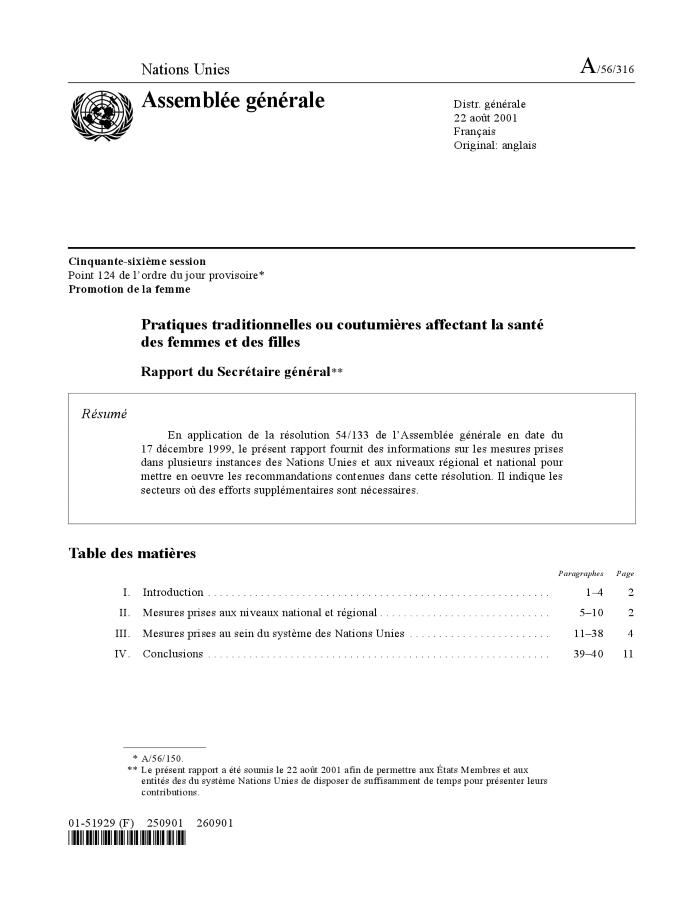 Nations Unies
A/56/316
Assemblée générale
Distr. générale
22 août 2001
Français
Original: anglais
Cinquante-sixième session
Point 124 de l'ordre du jour provisoire*
Promotion de la femme
Pratiques traditionnelles ou coutumières affectant la santé
des femmes et des filles
Rapport du Secrétaire général**
Résumé
En application de la résolution 54/133 de l'Assemblée générale en date du
17 décembre 1999, le présent rapport fournit des informations sur les mesures prises
dans plusieurs instances des Nations Unies et aux niveaux régional et national pour
mettre en oeuvre les recommandations contenues dans cette résolution. Il indique les
secteurs où des efforts supplémentaires sont nécessaires.
Table des matières
Paragraphes Page
I. Introduction . . . . . . . . . . . . . . . . . . . . 1–4 2
II. Mesures prises aux niveaux national et régional . . . . . . . . . . . . . . . . . . . . 5–10 2
III. Mesures prises au sein du système des Nations Unies . . . . . . . . . . . . . . . . . . . . 11–38 4
IV. Conclusions . . . . . . . . . . . . . . . . . . . . 39–40 11
* A/56/150.
** Le présent rapport a été soumis le 22 août 2001 afin de permettre aux États Membres et aux
entités des du système Nations Unies de disposer de suffisamment de temps pour présenter leurs
contributions.
01-51929 (F) 250901 260901